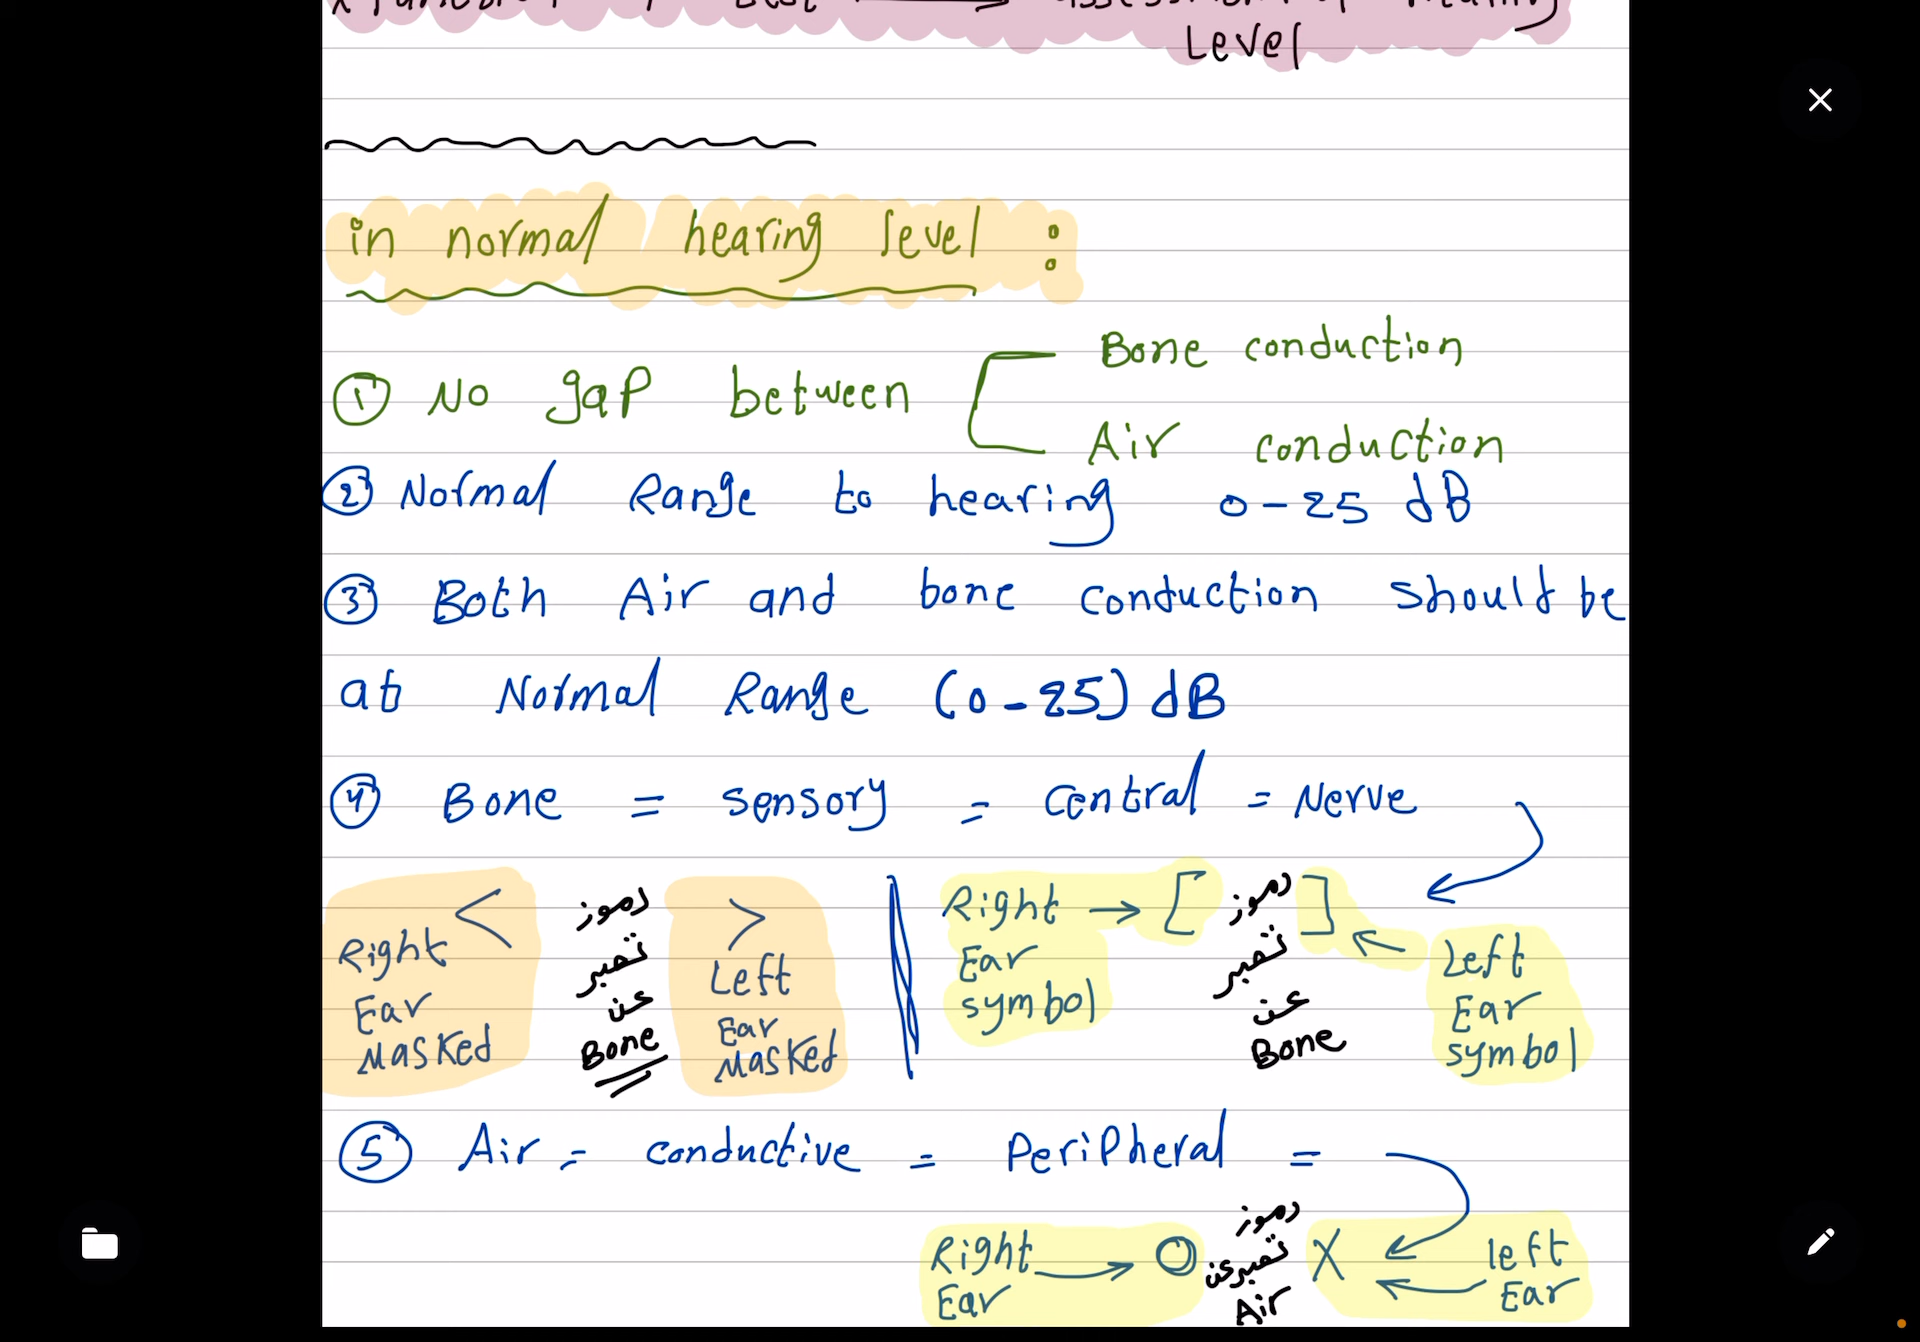 Level
in normal hearing level :
① No gap between
Bone conduction
Air conduction
② Normal Range to hearing 0-25 dB
③ Both Air and bone conduction should be
at Normal Range (0-25) dB
④ Bone = sensory = central = Nerve
<
Right
Ear
Masked
رموز
تعبر
عن
Bone
>
Left
Ear
Masked
Right → [
Ear
symbol
رموز
تعبر
عن
Bone
] ← Left
Ear
symbol
⑤ Air = conductive = Peripheral =
Right → O
Ear
رموز
تعبر عن
Air
X ← left
Ear